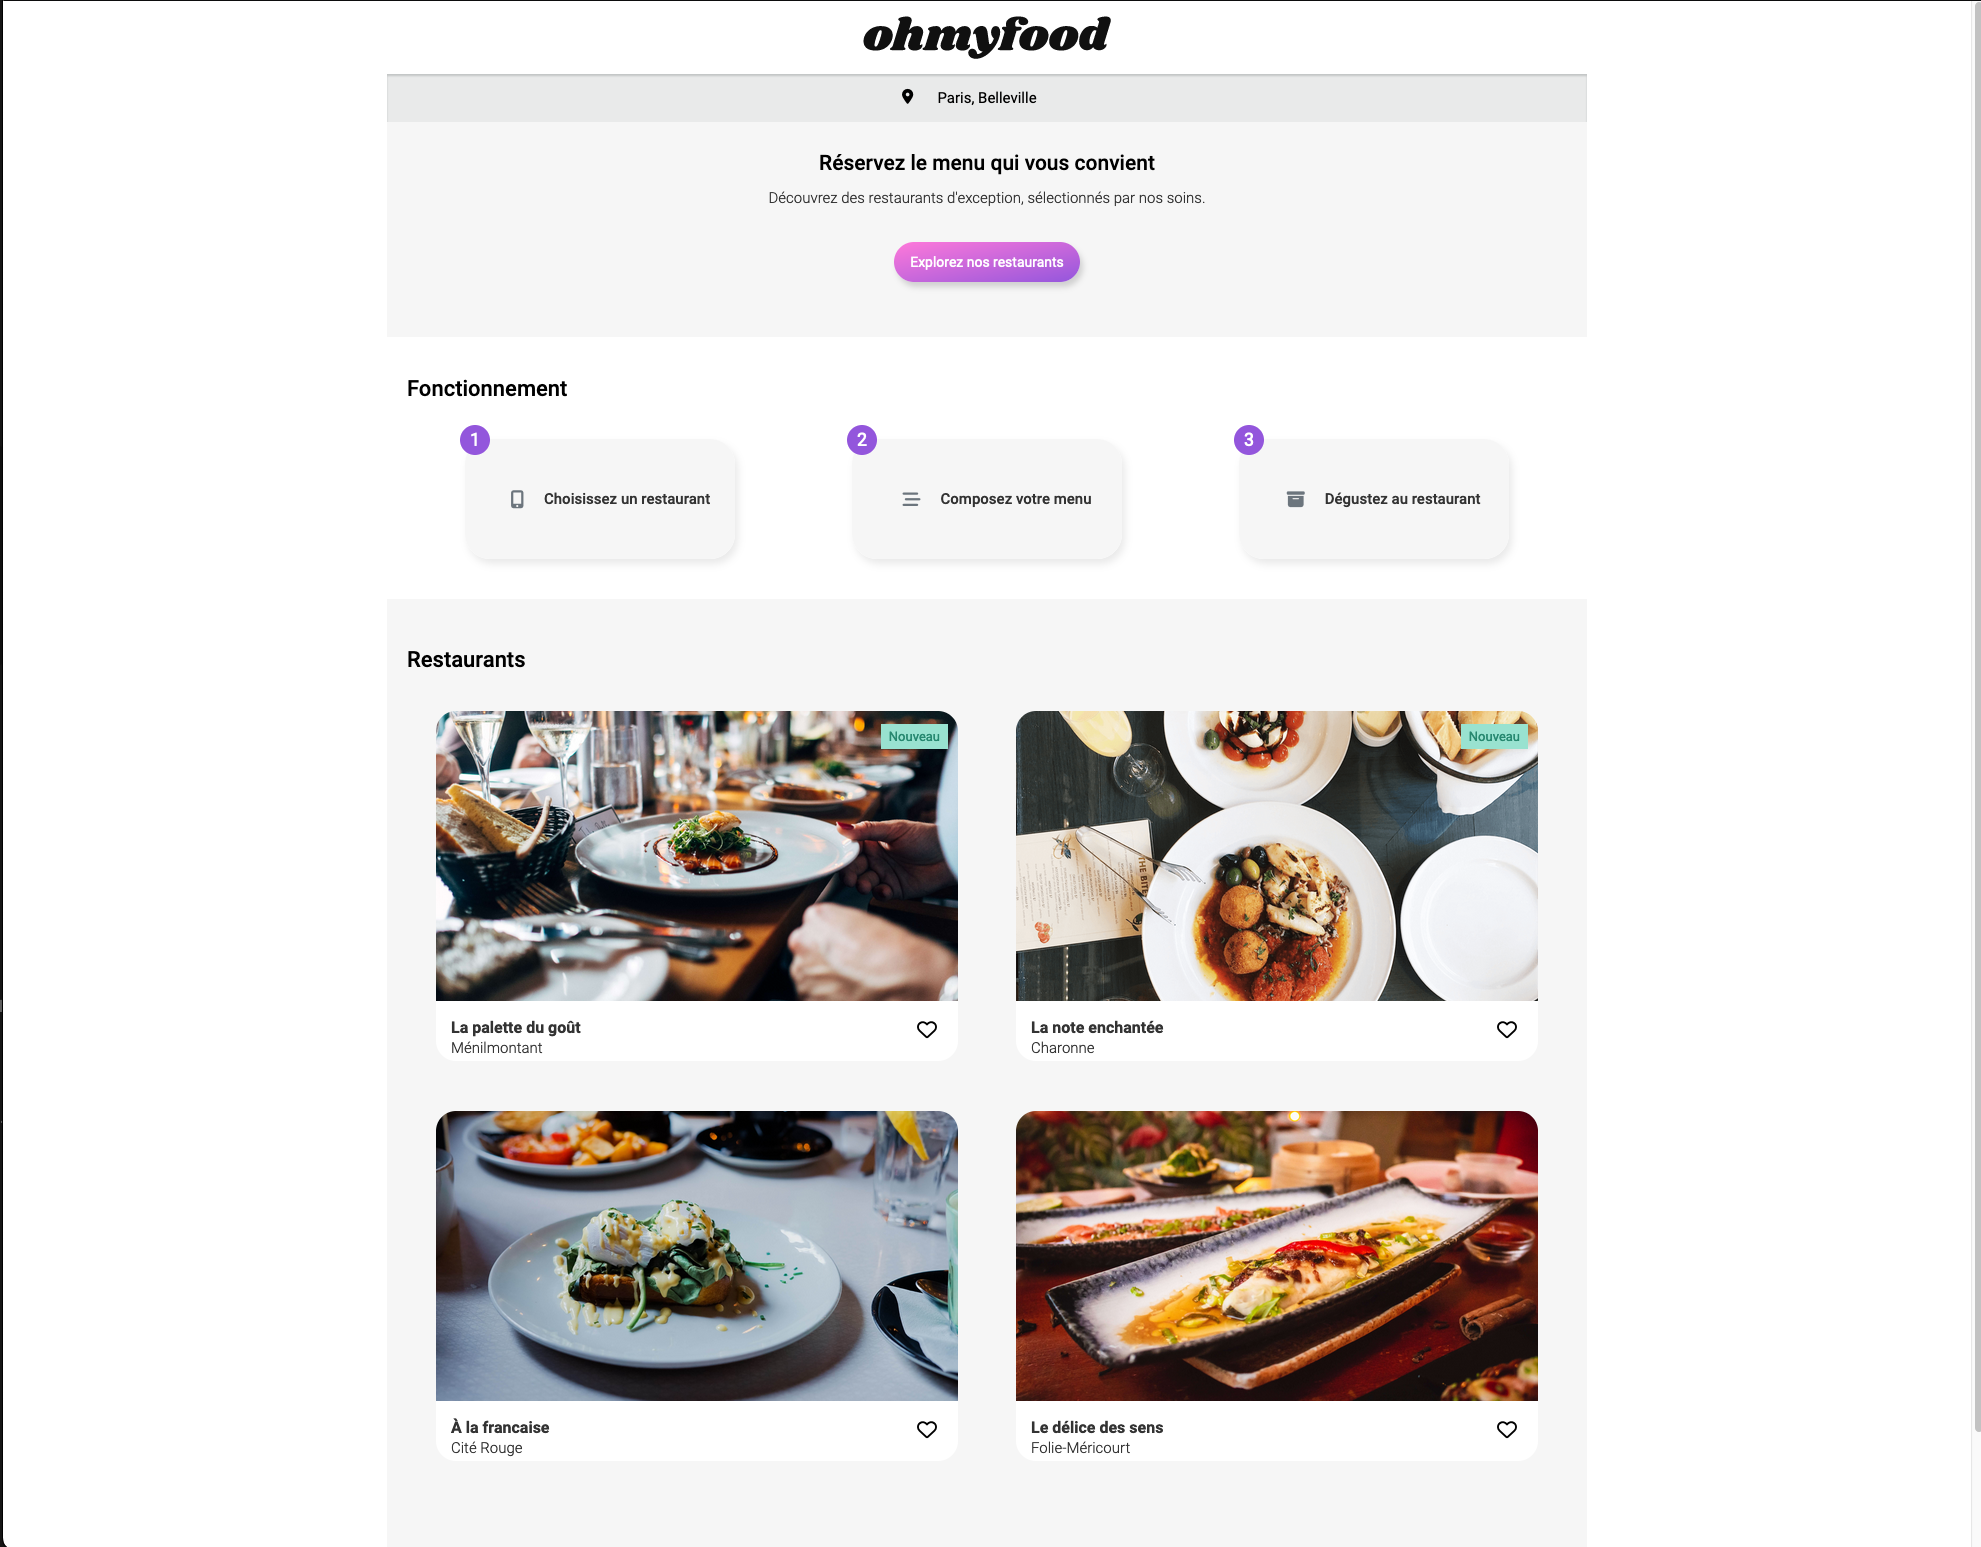 ohmyfood
Paris, Belleville
Réservez le menu qui vous convient
Découvrez des restaurants d'exception, sélectionnés par nos soins.
Explorez nos restaurants
Fonctionnement
1
Choisissez un restaurant
2
Composez votre menu
3
Dégustez au restaurant
Restaurants
Nouveau
La palette du goût
Ménilmontant
Nouveau
THE BITE
La note enchantée
Charonne
À la francaise
Cité Rouge
Le délice des sens
Folie-Méricourt